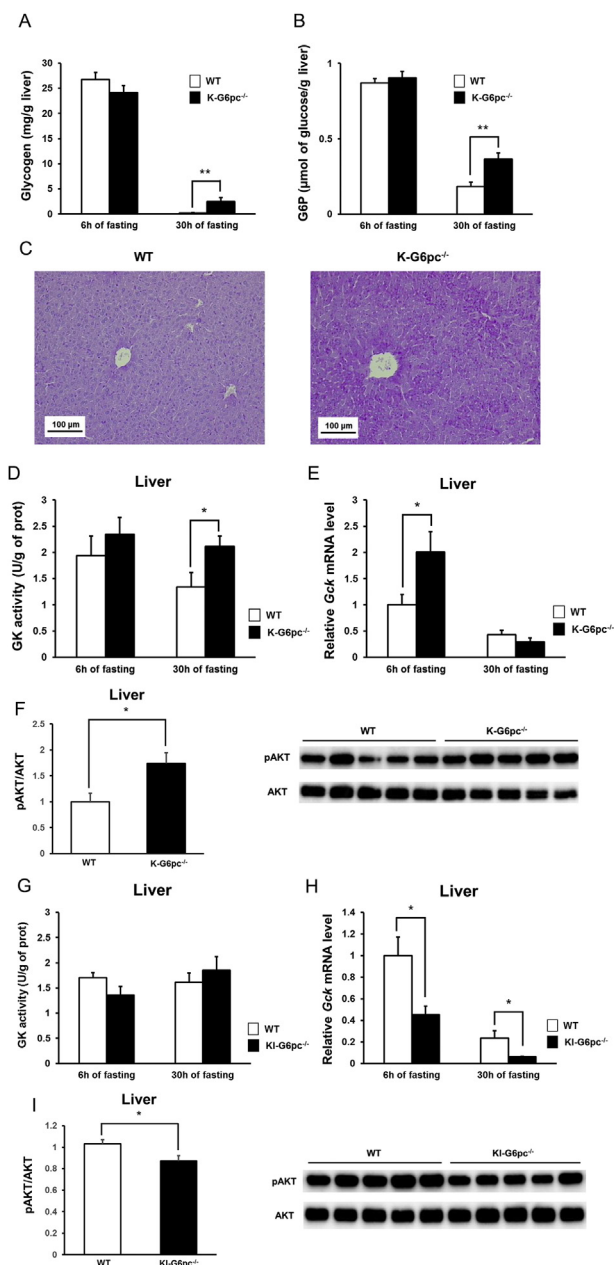 A
Glycogen (mg/g liver)
30
25
20
15
10
5
0
WT
K-G6pc-/-
**
6h of fasting
30h of fasting
B
G6P (µmol of glucose/g liver)
1
0.5
0
WT
K-G6pc-/-
**
6h of fasting
30h of fasting
C
WT
K-G6pc-/-
100 µm
100 µm
D
Liver
GK activity (U/g of prot)
3
2.5
2
1.5
1
0.5
0
*
WT
K-G6pc-/-
6h of fasting
30h of fasting
E
Liver
Relative Gck mRNA level
3
2.5
2
1.5
1
0.5
0
*
WT
K-G6pc-/-
6h of fasting
30h of fasting
F
Liver
pAKT/AKT
2.5
2
1.5
1
0.5
0
*
WT
K-G6pc-/-
WT
K-G6pc-/-
pAKT
AKT
G
Liver
GK activity (U/g of prot)
3
2.5
2
1.5
1
0.5
0
WT
KI-G6pc-/-
6h of fasting
30h of fasting
H
Liver
Relative Gck mRNA level
1.4
1.2
1
0.8
0.6
0.4
0.2
0
*
*
WT
KI-G6pc-/-
6h of fasting
30h of fasting
I
Liver
pAKT/AKT
1.2
1
0.8
0.6
0.4
0.2
0
*
WT
KI-G6pc-/-
WT
KI-G6pc-/-
pAKT
AKT